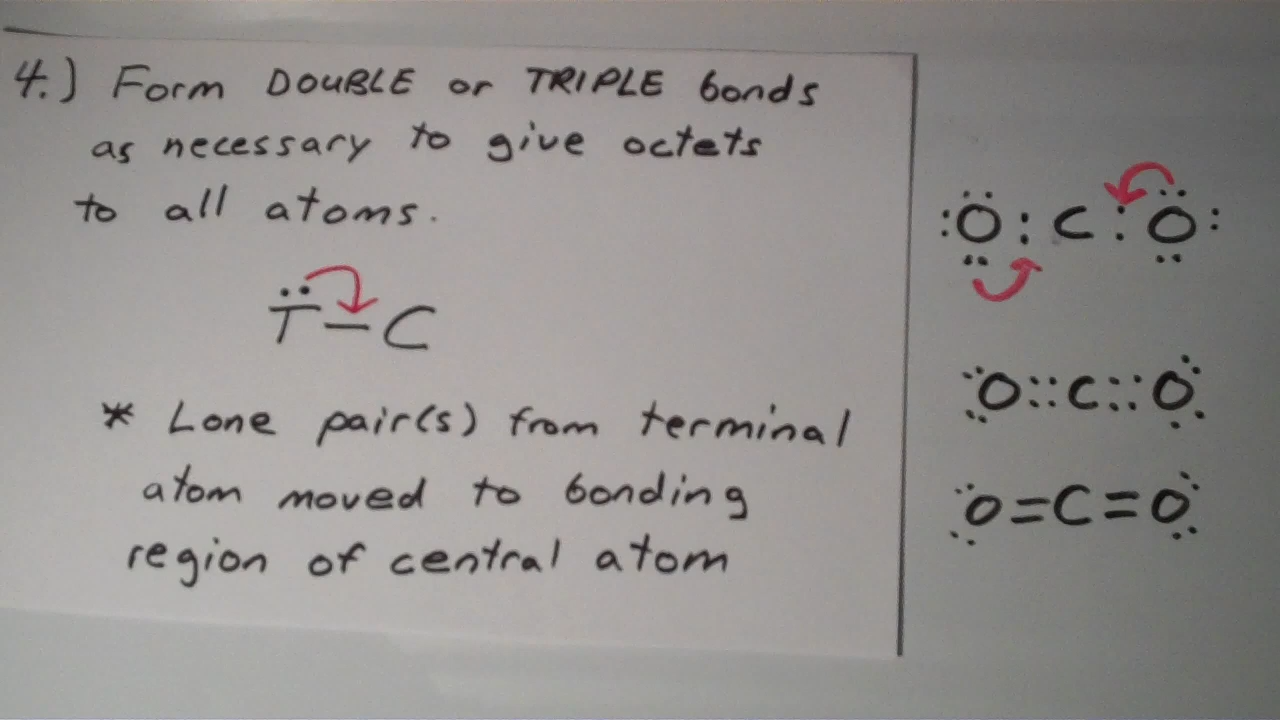 4.) Form DOUBLE or TRIPLE bonds
as necessary to give octets
to all atoms.
T̈–C
* Lone pair(s) from terminal
atom moved to bonding
region of central atom
:Ö:C:Ö:
O::C::O
O=C=O